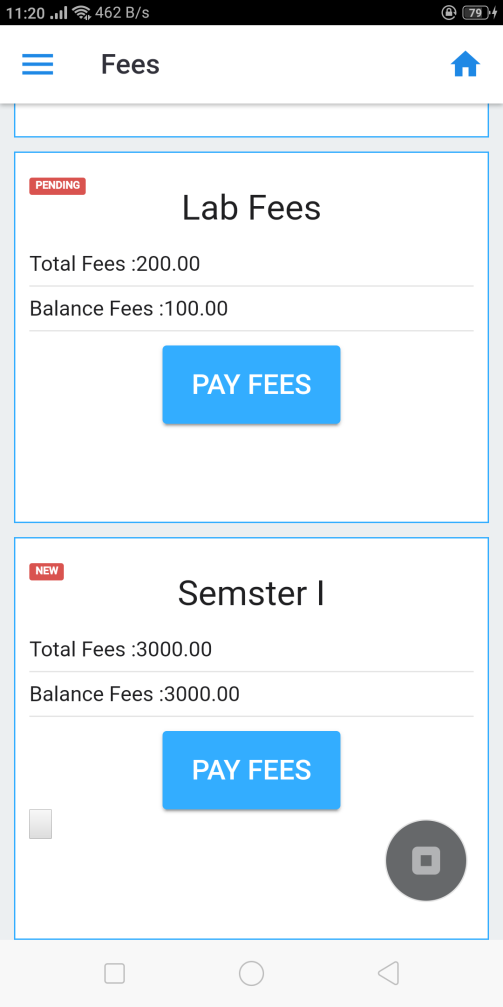 11:20 462 B/s 79
Fees
PENDING
Lab Fees
Total Fees :200.00
Balance Fees :100.00
PAY FEES
NEW
Semster I
Total Fees :3000.00
Balance Fees :3000.00
PAY FEES